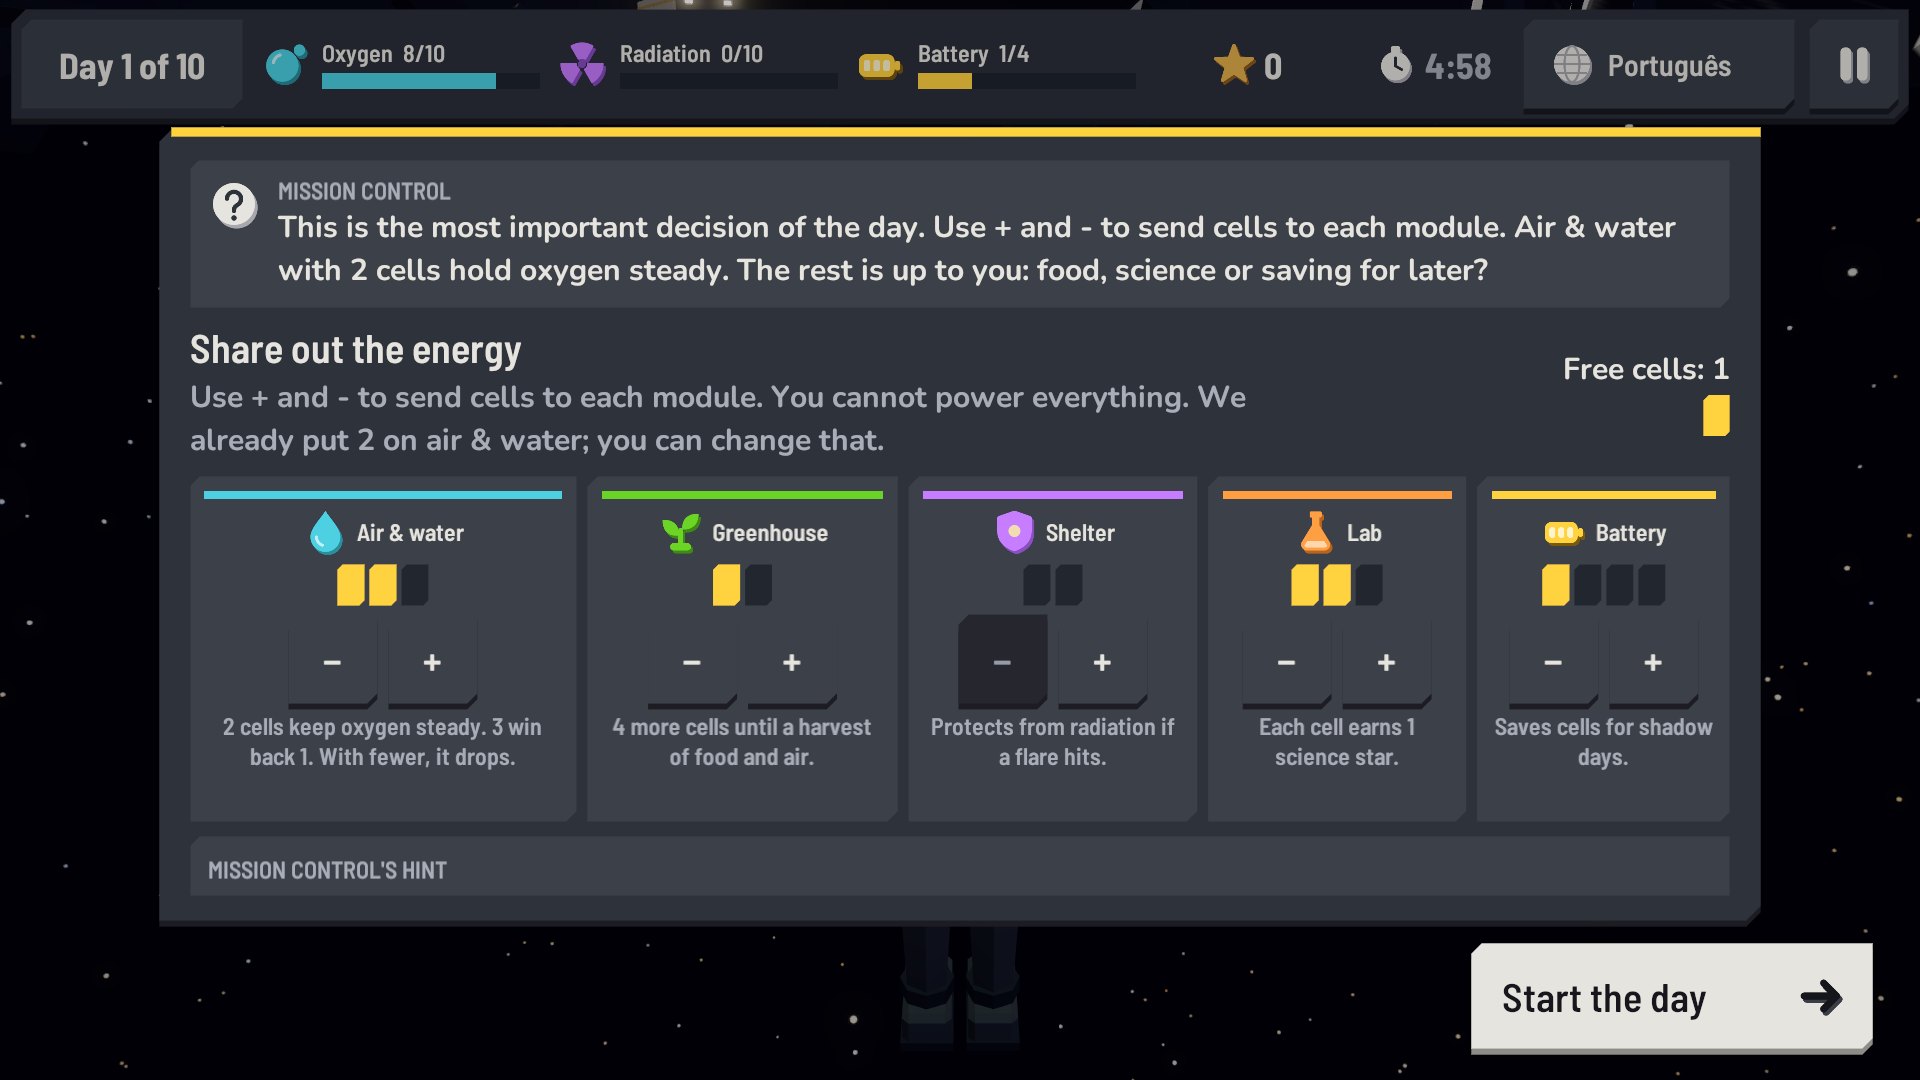 Day 1 of 10
Oxygen 8/10
Radiation 0/10
Battery 1/4
0
4:58
Português
MISSION CONTROL
This is the most important decision of the day. Use + and - to send cells to each module. Air & water
with 2 cells hold oxygen steady. The rest is up to you: food, science or saving for later?
Share out the energy
Use + and - to send cells to each module. You cannot power everything. We
already put 2 on air & water; you can change that.
Free cells: 1
Air & water
- +
2 cells keep oxygen steady. 3 win
back 1. With fewer, it drops.
Greenhouse
- +
4 more cells until a harvest
of food and air.
Shelter
- +
Protects from radiation if
a flare hits.
Lab
- +
Each cell earns 1
science star.
Battery
- +
Saves cells for shadow
days.
MISSION CONTROL'S HINT
Start the day